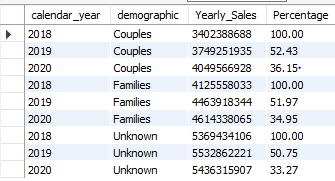 calendar_year demographic Yearly_Sales Percentage
2018 Couples 3402388688 100.00
2019 Couples 3749251935 52.43
2020 Couples 4049566928 36.15
2018 Families 4125558033 100.00
2019 Families 4463918344 51.97
2020 Families 4614338065 34.95
2018 Unknown 5369434106 100.00
2019 Unknown 5532862221 50.75
2020 Unknown 5436315907 33.27